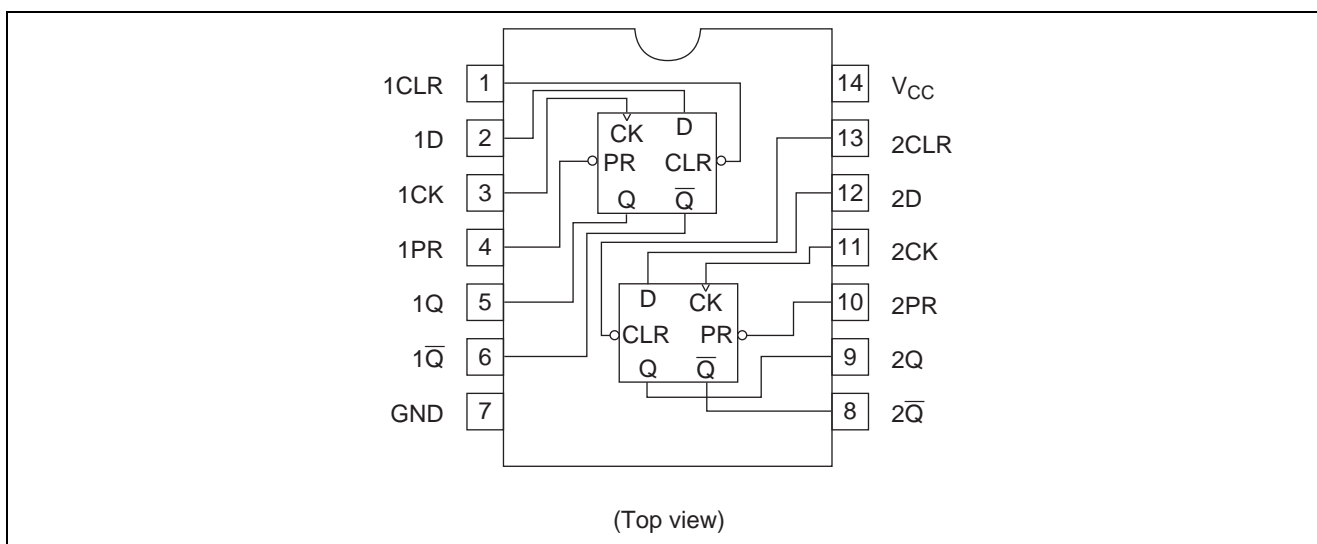 1CLR 1 14 VCC
1D 2 13 2CLR
1CK 3 12 2D
1PR 4 11 2CK
1Q 5 10 2PR
1Q̅ 6 9 2Q
GND 7 8 2Q̅
CK D
PR CLR
Q Q̅
D CK
CLR PR
Q Q̅
(Top view)